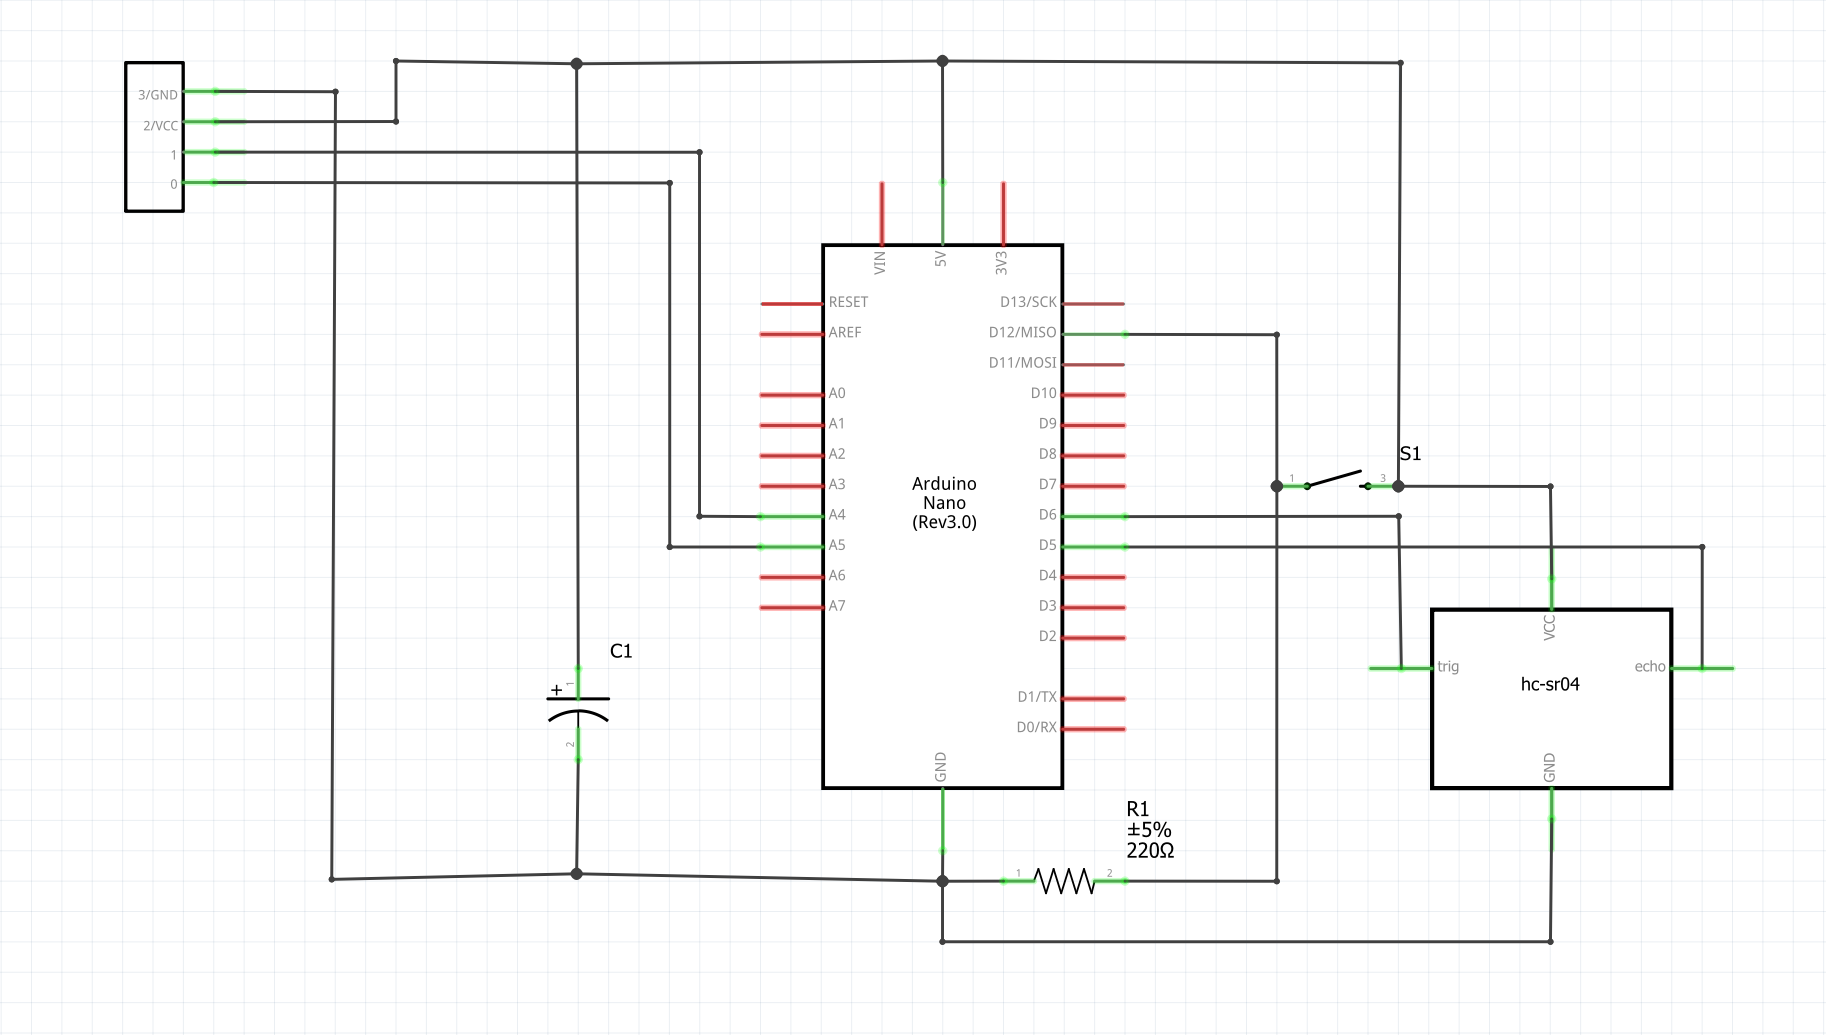 3/GND
2/VCC
1
0
VIN
5V
3V3
RESET
AREF
A0
A1
A2
A3
A4
A5
A6
A7
Arduino
Nano
(Rev3.0)
D13/SCK
D12/MISO
D11/MOSI
D10
D9
D8
D7
D6
D5
D4
D3
D2
D1/TX
D0/RX
GND
S1
1
3
C1
+
1
2
VCC
trig
echo
hc-sr04
GND
R1
±5%
220Ω
1
2